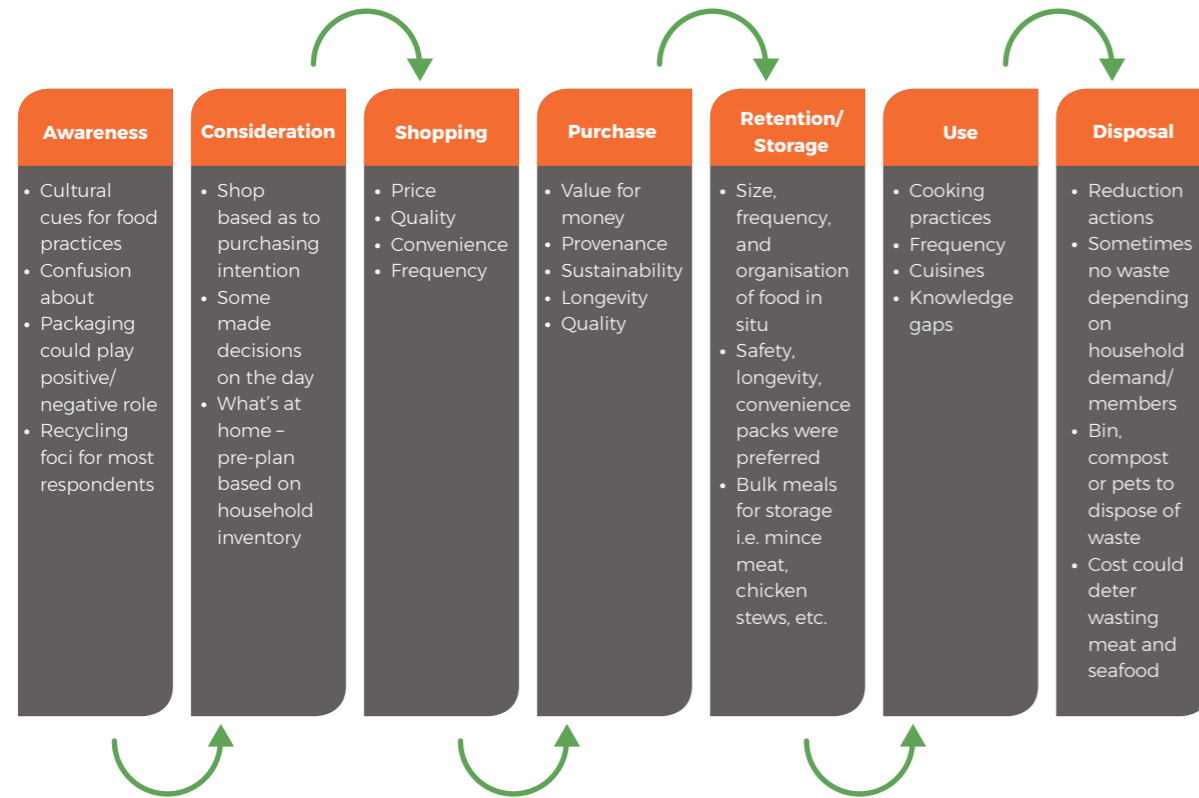 Awareness
• Cultural
cues for food
practices
• Confusion
about
• Packaging
could play
positive/
negative role
• Recycling
foci for most
respondents
Consideration
• Shop
based as to
purchasing
intention
• Some
made
decisions
on the day
• What's at
home –
pre-plan
based on
household
inventory
Shopping
• Price
• Quality
• Convenience
• Frequency
Purchase
• Value for
money
• Provenance
• Sustainability
• Longevity
• Quality
Retention/
Storage
• Size,
frequency,
and
organisation
of food in
situ
• Safety,
longevity,
convenience
packs were
preferred
• Bulk meals
for storage
i.e. mince
meat,
chicken
stews, etc.
Use
• Cooking
practices
• Frequency
• Cuisines
• Knowledge
gaps
Disposal
• Reduction
actions
• Sometimes
no waste
depending
on
household
demand/
members
• Bin,
compost
or pets to
dispose of
waste
• Cost could
deter
wasting
meat and
seafood